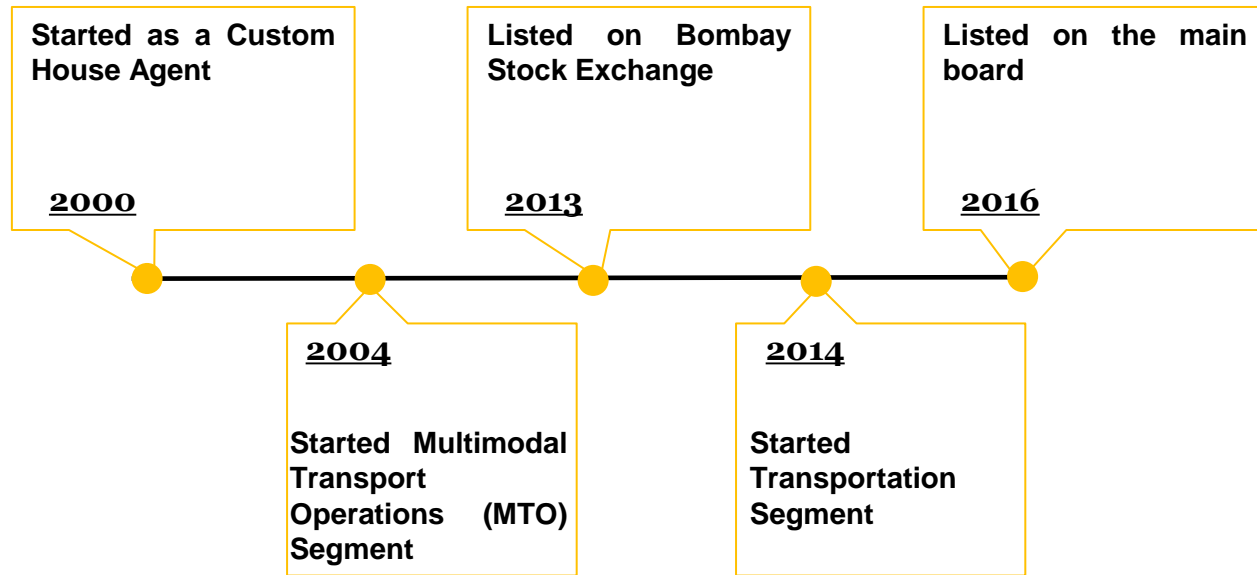 Started as a Custom
House Agent
2000
2004
Started Multimodal
Transport
Operations (MTO)
Segment
Listed on Bombay
Stock Exchange
2013
2014
Started
Transportation
Segment
Listed on the main
board
2016